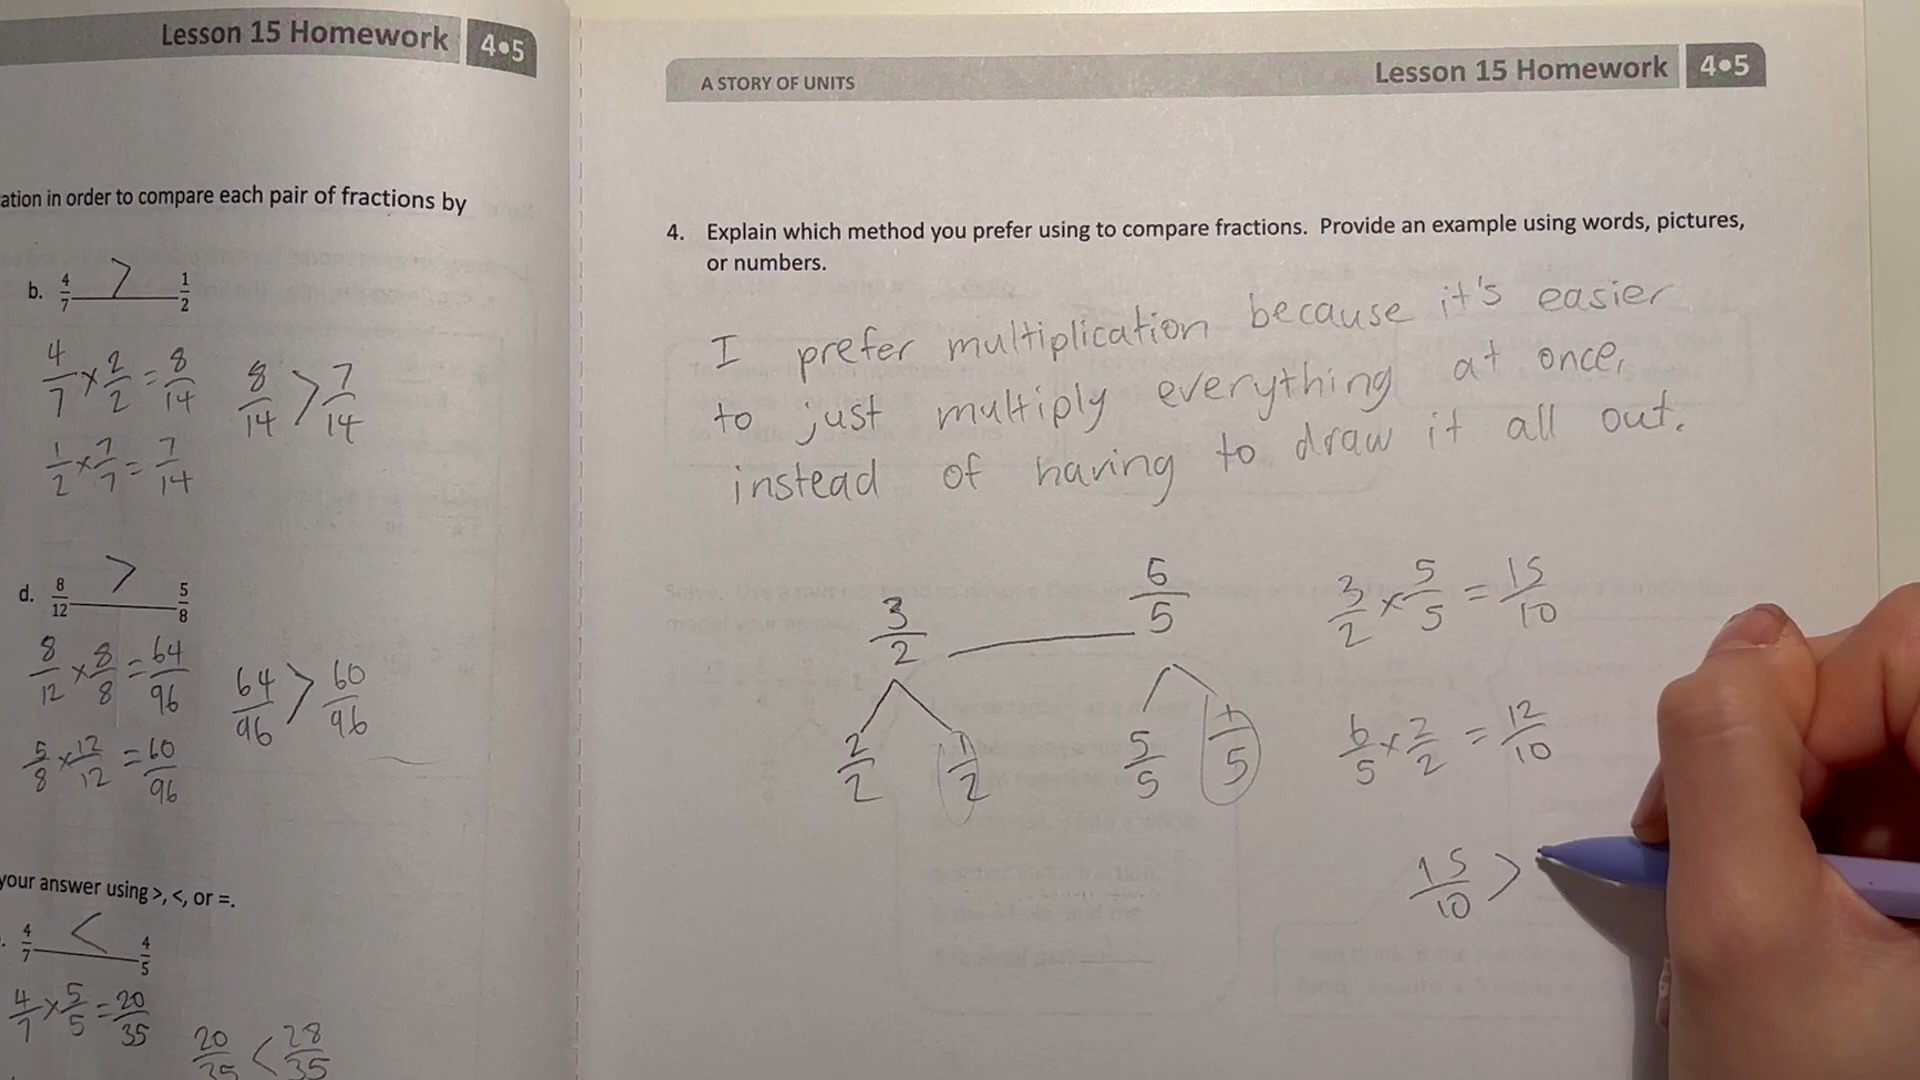 Lesson 15 Homework 4•5
ation in order to compare each pair of fractions by
b. 4/7 > 1/2
4/7 × 2/2 = 8/14
8/14 > 7/14
1/2 × 7/7 = 7/14
d. 8/12 > 5/8
8/12 × 8/8 = 64/96
64/96 > 60/96
5/8 × 12/12 = 60/96
your answer using >, <, or =.
. 4/7 < 4/5
4/7 × 5/5 = 20/35
20/35 < 28/35
A STORY OF UNITS Lesson 15 Homework 4•5
4. Explain which method you prefer using to compare fractions. Provide an example using words, pictures,
or numbers.
I prefer multiplication because it's easier
to just multiply everything at once,
instead of having to draw it all out.
3/2 ____ 6/5
2/2 1/2 5/5 1/5
3/2 × 5/5 = 15/10
6/5 × 2/2 = 12/10
15/10 >